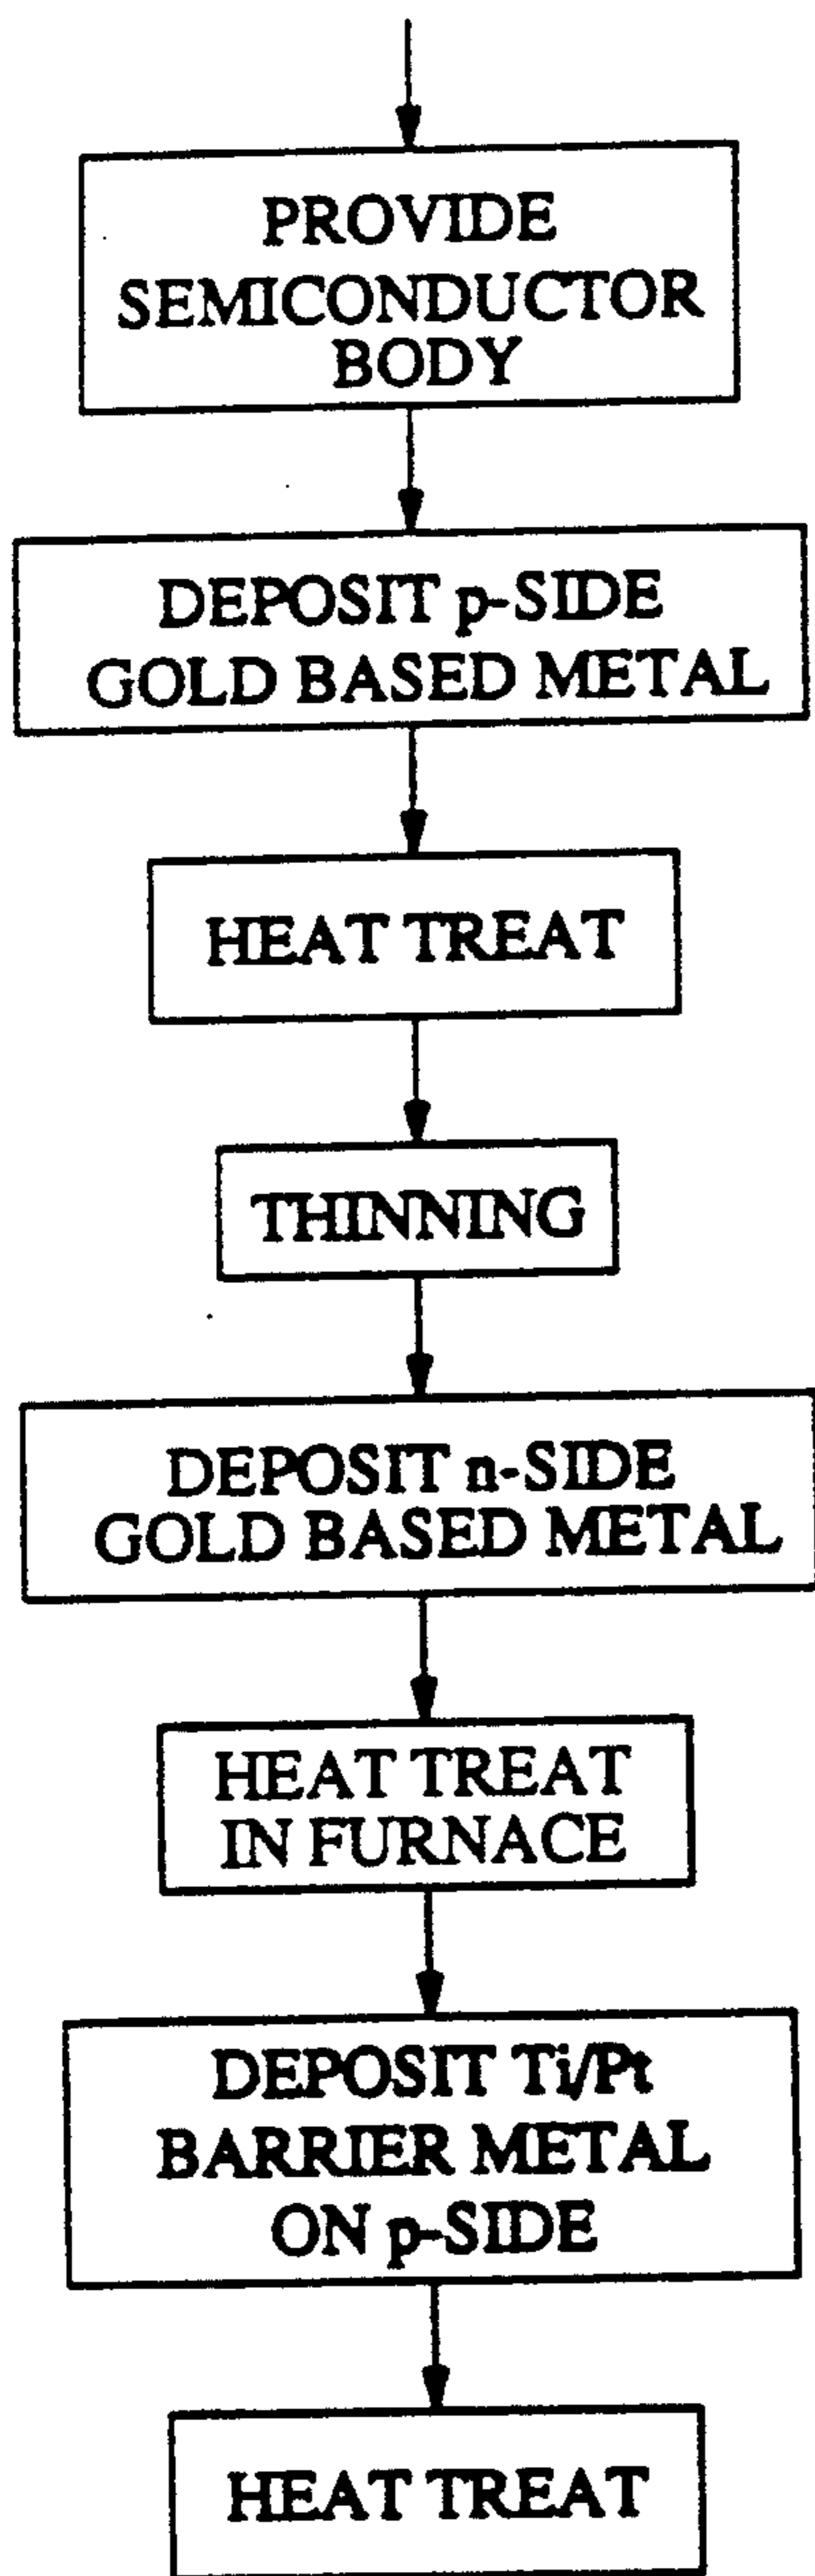 PROVIDE
SEMICONDUCTOR
BODY
DEPOSIT p-SIDE
GOLD BASED METAL
HEAT TREAT
THINNING
DEPOSIT n-SIDE
GOLD BASED METAL
HEAT TREAT
IN FURNACE
DEPOSIT Ti/Pt
BARRIER METAL
ON p-SIDE
HEAT TREAT